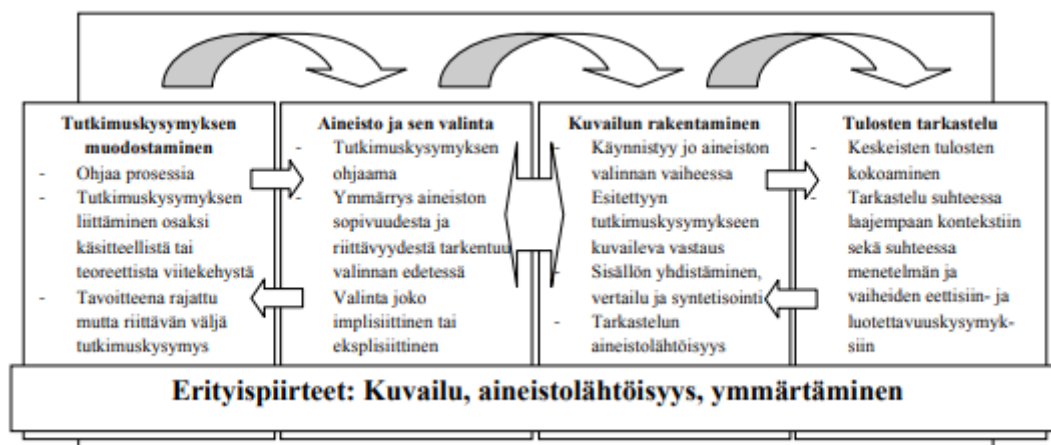 Tutkimuskysymyksen
muodostaminen
- Ohjaa prosessia
- Tutkimuskysymyksen
liittäminen osaksi
käsitteellistä tai
teoreettista viitekehystä
- Tavoitteena rajattu
mutta riittävän väljä
tutkimuskysymys
Aineisto ja sen valinta
- Tutkimuskysymyksen
ohjaama
- Ymmärrys aineiston
sopivuudesta ja
riittävyydestä tarkentuu
valinnan edetessä
- Valinta joko
implisiittinen tai
eksplisiittinen
Kuvailun rakentaminen
- Käynnistyy jo aineiston
valinnan vaiheessa
- Esitettyyn
tutkimuskysymykseen
kuvaileva vastaus
- Sisällön yhdistäminen,
vertailu ja syntetisointi
- Tarkastelun
aineistolähtöisyys
Tulosten tarkastelu
- Keskeisten tulosten
kokoaminen
- Tarkastelu suhteessa
laajempaan kontekstiin
sekä suhteessa
menetelmän ja
vaiheiden eettisiin- ja
luotettavuuskysymyk-
siin
Erityispiirteet: Kuvailu, aineistolähtöisyys, ymmärtäminen